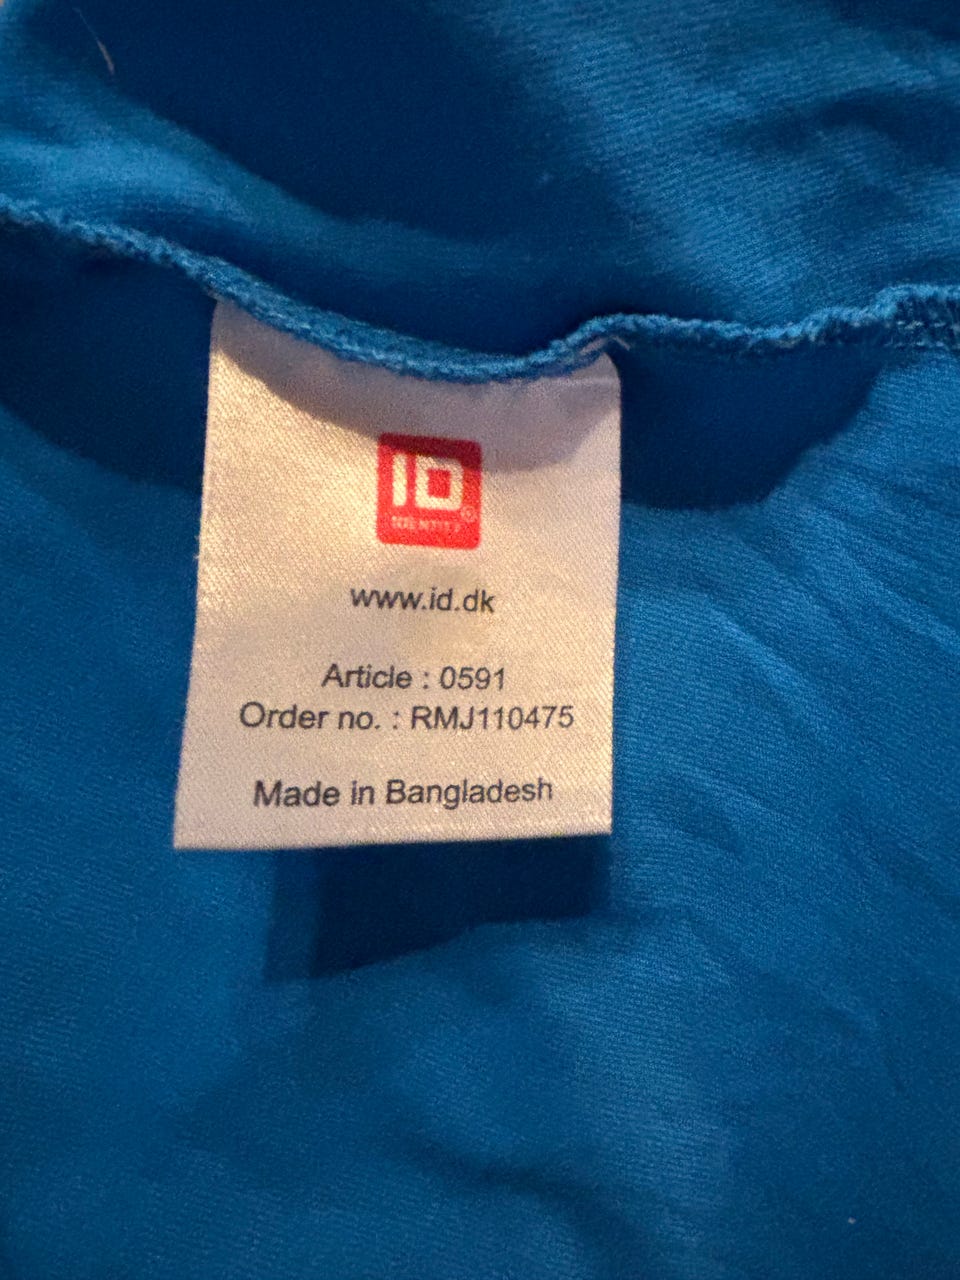 ID
IDENTITY®
www.id.dk
Article : 0591
Order no. : RMJ110475
Made in Bangladesh